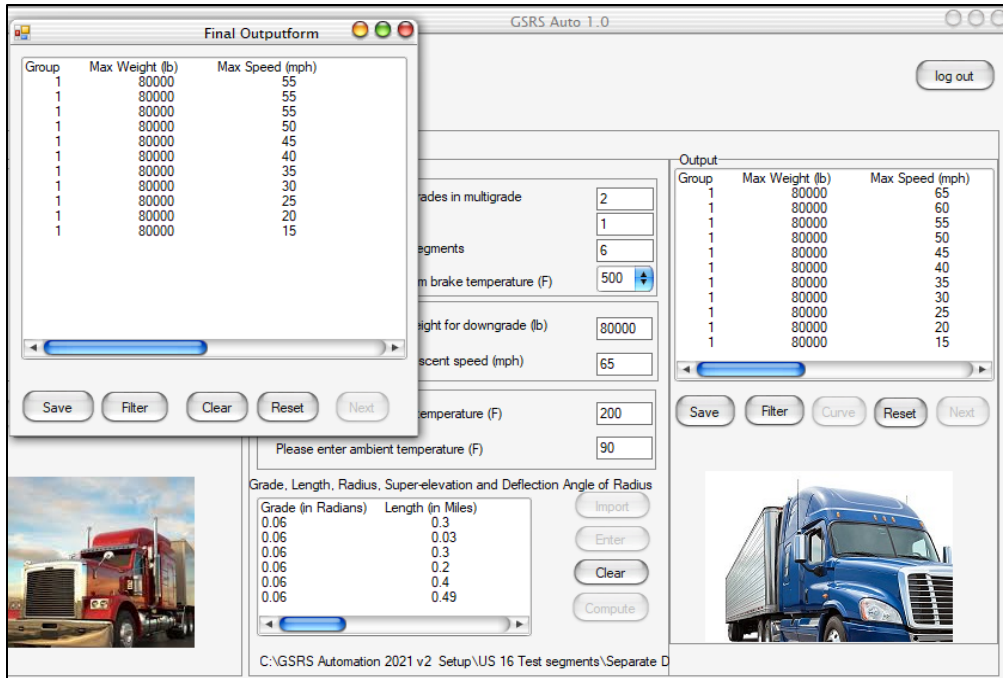 GSRS Auto 1.0
Final Outputform
Group Max Weight (lb) Max Speed (mph)
1 80000 55
1 80000 55
1 80000 55
1 80000 50
1 80000 45
1 80000 40
1 80000 35
1 80000 30
1 80000 25
1 80000 20
1 80000 15
Save Filter Clear Reset Next
log out
rades in multigrade 2
1
egments 6
m brake temperature (F) 500
eight for downgrade (lb) 80000
scent speed (mph) 65
emperature (F) 200
Please enter ambient temperature (F) 90
Grade, Length, Radius, Super-elevation and Deflection Angle of Radius
Grade (in Radians) Length (in Miles)
0.06 0.3
0.06 0.03
0.06 0.3
0.06 0.2
0.06 0.4
0.06 0.49
Import
Enter
Clear
Compute
C:\GSRS Automation 2021 v2 Setup\US 16 Test segments\Separate D
Output
Group Max Weight (lb) Max Speed (mph)
1 80000 65
1 80000 60
1 80000 55
1 80000 50
1 80000 45
1 80000 40
1 80000 35
1 80000 30
1 80000 25
1 80000 20
1 80000 15
Save Filter Curve Reset Next